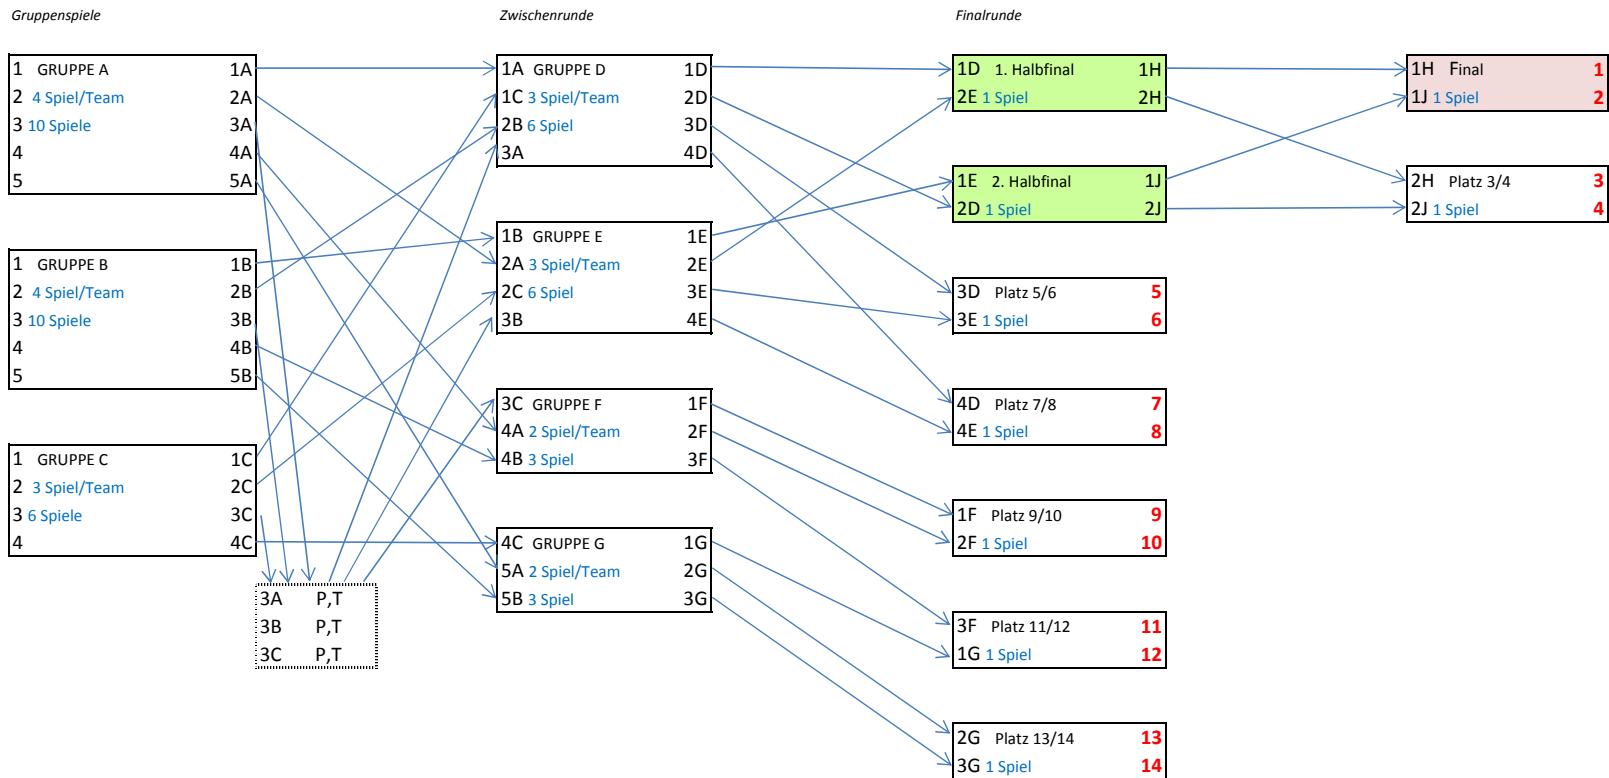 Gruppenspiele
1 GRUPPE A 1A
2 4 Spiel/Team 2A
3 10 Spiele 3A
4 4A
5 5A
1 GRUPPE B 1B
2 4 Spiel/Team 2B
3 10 Spiele 3B
4 4B
5 5B
1 GRUPPE C 1C
2 3 Spiel/Team 2C
3 6 Spiele 3C
4 4C
3A P,T
3B P,T
3C P,T
Zwischenrunde
1A GRUPPE D 1D
1C 3 Spiel/Team 2D
2B 6 Spiel 3D
3A 4D
1B GRUPPE E 1E
2A 3 Spiel/Team 2E
2C 6 Spiel 3E
3B 4E
3C GRUPPE F 1F
4A 2 Spiel/Team 2F
4B 3 Spiel 3F
4C GRUPPE G 1G
5A 2 Spiel/Team 2G
5B 3 Spiel 3G
Finalrunde
1D 1. Halbfinal 1H
2E 1 Spiel 2H
1E 2. Halbfinal 1J
2D 1 Spiel 2J
3D Platz 5/6 5
3E 1 Spiel 6
4D Platz 7/8 7
4E 1 Spiel 8
1F Platz 9/10 9
2F 1 Spiel 10
3F Platz 11/12 11
1G 1 Spiel 12
2G Platz 13/14 13
3G 1 Spiel 14
1H Final 1
1J 1 Spiel 2
2H Platz 3/4 3
2J 1 Spiel 4